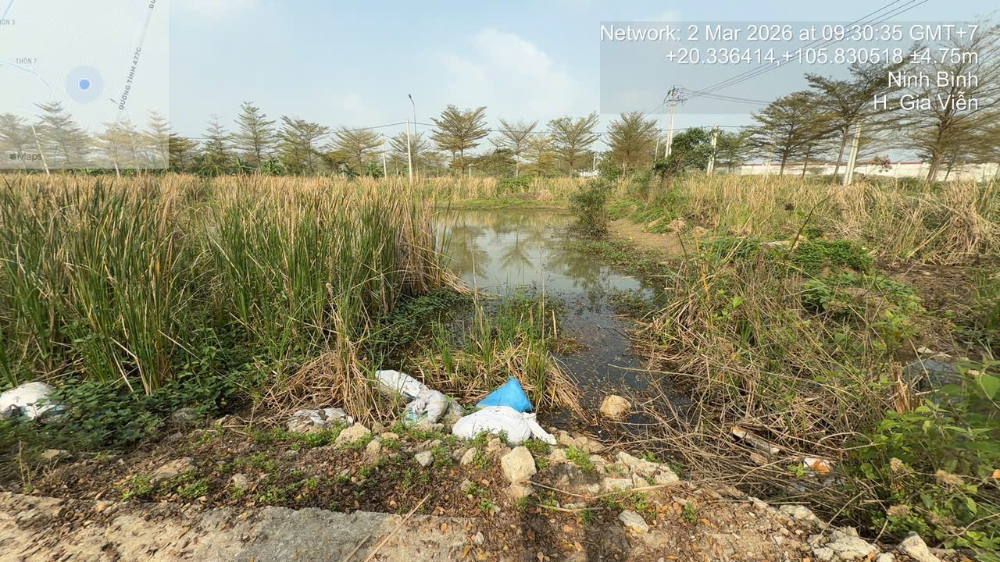 THÔN 7
ĐƯỜNG TỈNH 477C
Maps
Network: 2 Mar 2026 at 09:30:35 GMT+7
+20.336414,+105.830518 ±4.75m
Ninh Bình
H. Gia Viễn